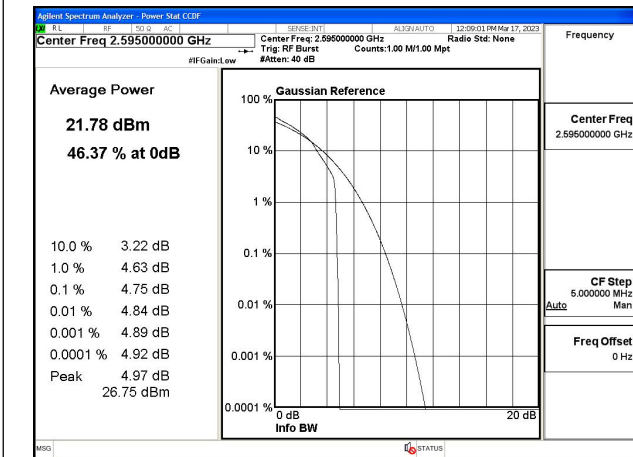 Agilent Spectrum Analyzer - Power Stat CCDF
RL RF 50 Ω AC SENSE:INT ALIGN AUTO 12:09:01 PM Mar 17, 2023
Center Freq 2.595000000 GHz Center Freq: 2.595000000 GHz Radio Std: None Frequency
Trig: RF Burst Counts:1.00 M/1.00 Mpt
#IFGain:Low #Atten: 40 dB
Average Power
21.78 dBm
46.37 % at 0dB
10.0 % 3.22 dB
1.0 % 4.63 dB
0.1 % 4.75 dB
0.01 % 4.84 dB
0.001 % 4.89 dB
0.0001 % 4.92 dB
Peak 4.97 dB
26.75 dBm
Gaussian Reference
100 %
10 %
1 %
0.1 %
0.01 %
0.001 %
0.0001 %
0 dB 20 dB
Info BW
Center Freq
2.595000000 GHz
CF Step
5.000000 MHz
Auto Man
Freq Offset
0 Hz
MSG STATUS